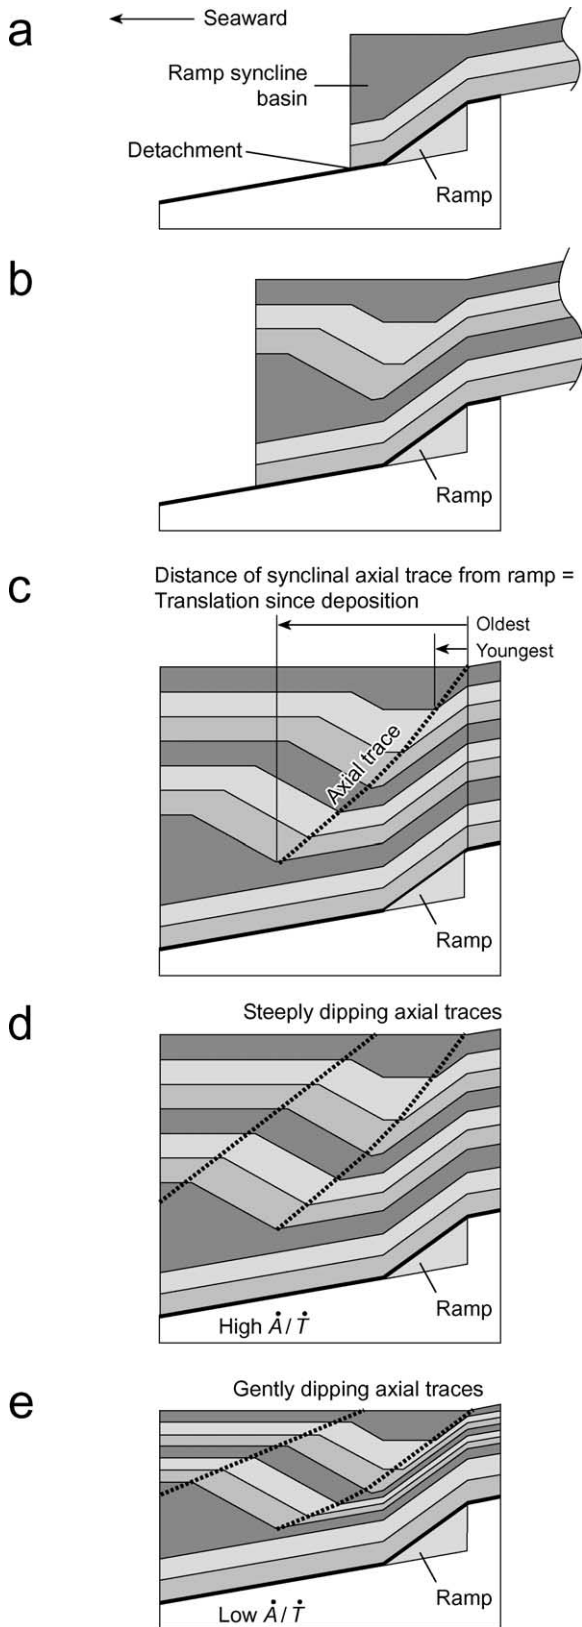 a
Seaward
Ramp syncline
basin
Detachment
Ramp
b
Ramp
c
Distance of synclinal axial trace from ramp =
Translation since deposition
Oldest
Youngest
Axial trace
Ramp
d
Steeply dipping axial traces
Ramp
High Ȧ / Ṫ
e
Gently dipping axial traces
Ramp
Low Ȧ / Ṫ